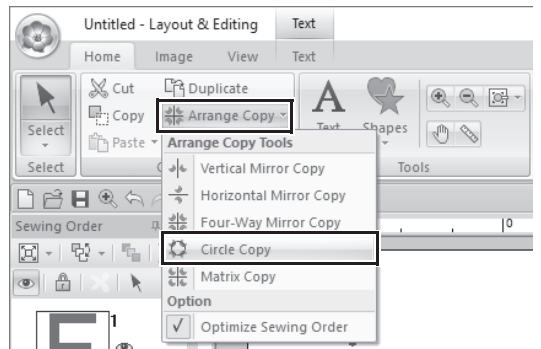 Untitled - Layout & Editing Text
Home Image View Text
Cut Duplicate
Copy Arrange Copy
Select Paste Text Shapes
Select Tools
Arrange Copy Tools
Vertical Mirror Copy
Horizontal Mirror Copy
Four-Way Mirror Copy
Circle Copy
Matrix Copy
Option
Optimize Sewing Order
Sewing Order
0
1